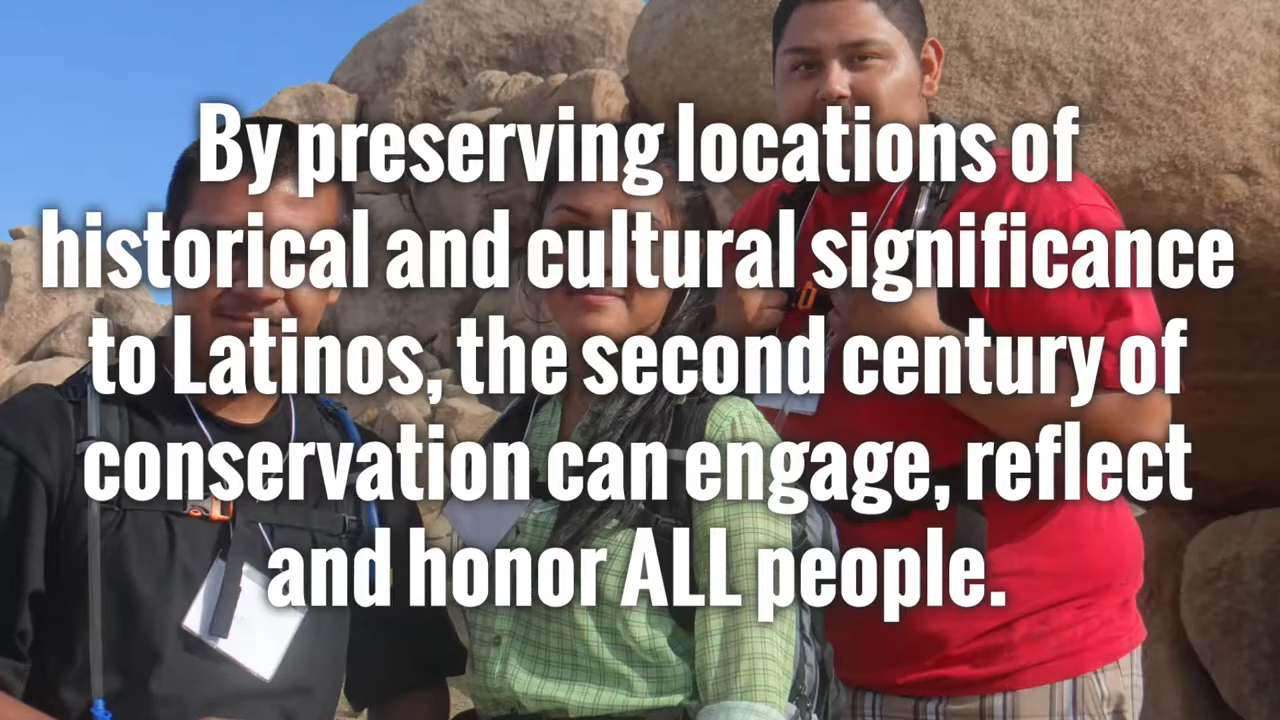 By preserving locations of
historical and cultural significance
to Latinos, the second century of
conservation can engage, reflect
and honor ALL people.